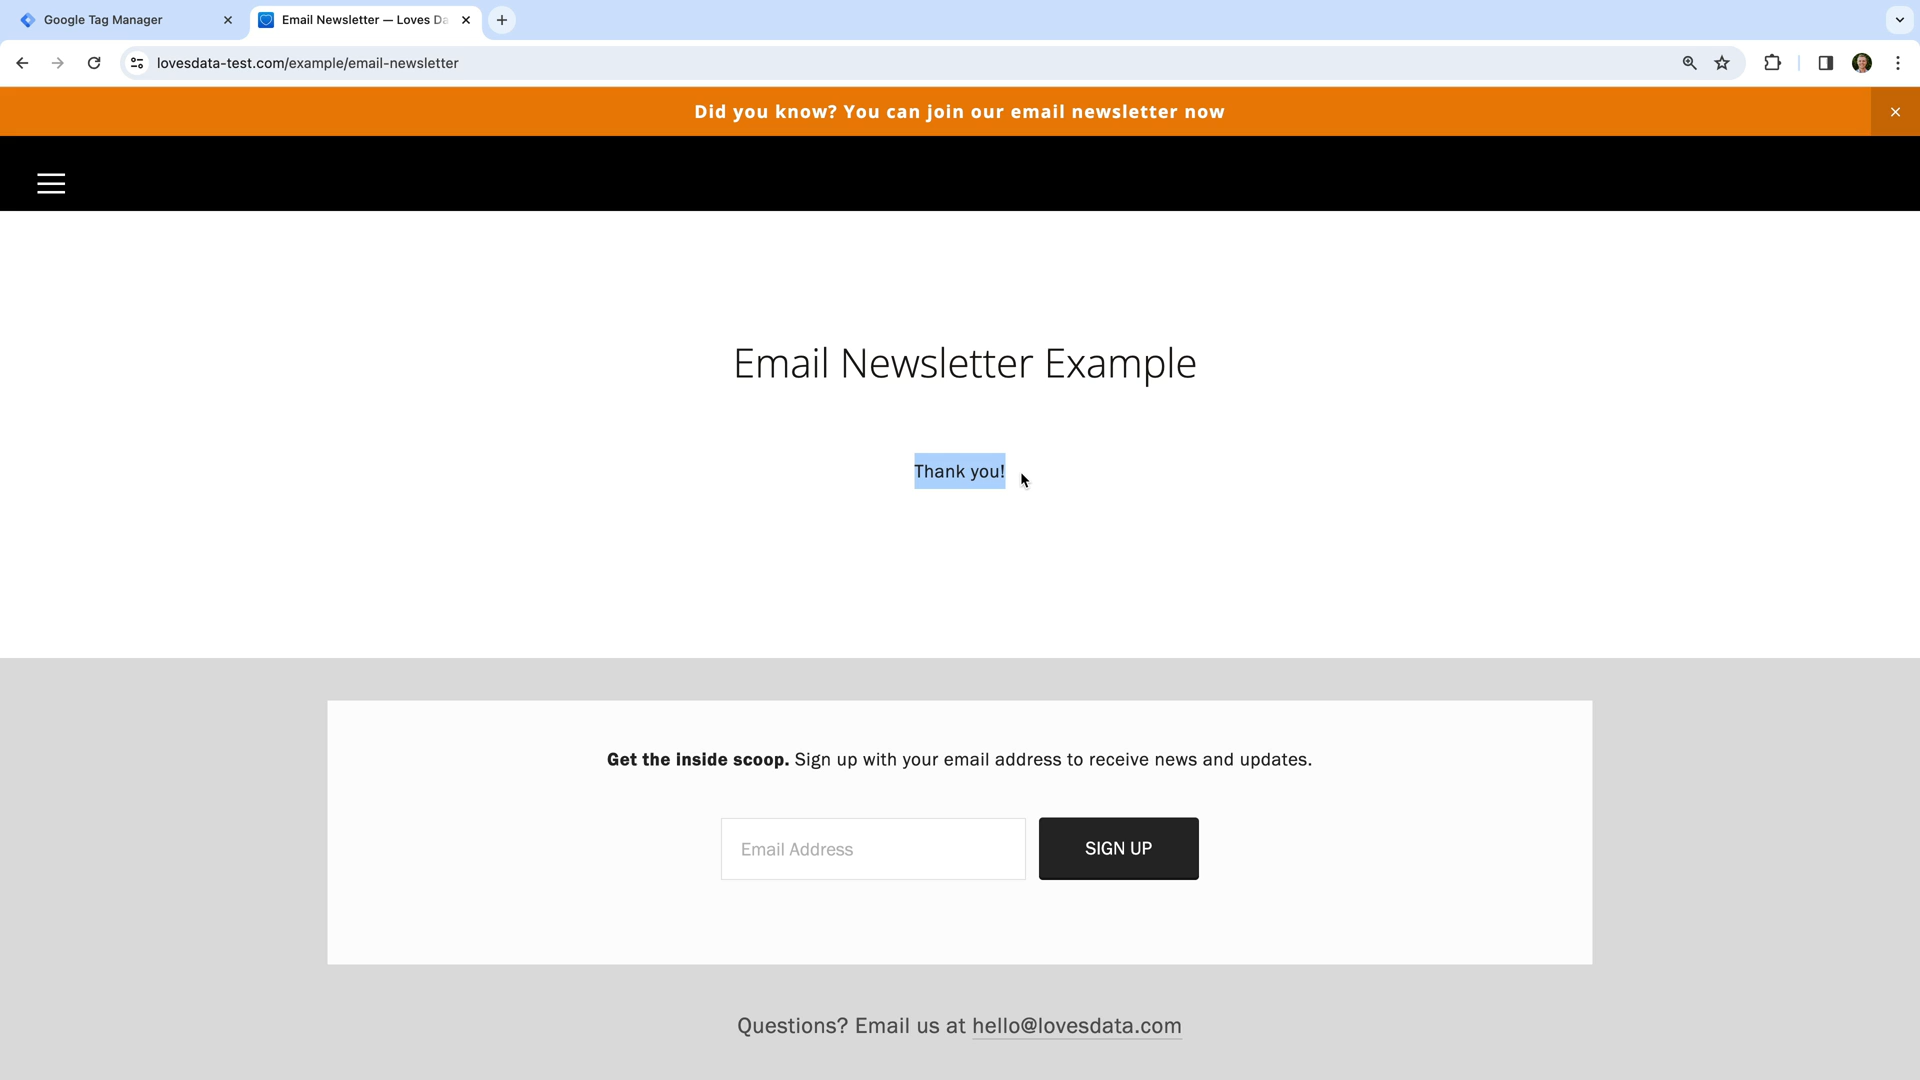 Google Tag Manager
Email Newsletter — Loves Da
lovesdata-test.com/example/email-newsletter
Did you know? You can join our email newsletter now
Email Newsletter Example
Thank you!
Get the inside scoop. Sign up with your email address to receive news and updates.
Email Address
SIGN UP
Questions? Email us at hello@lovesdata.com